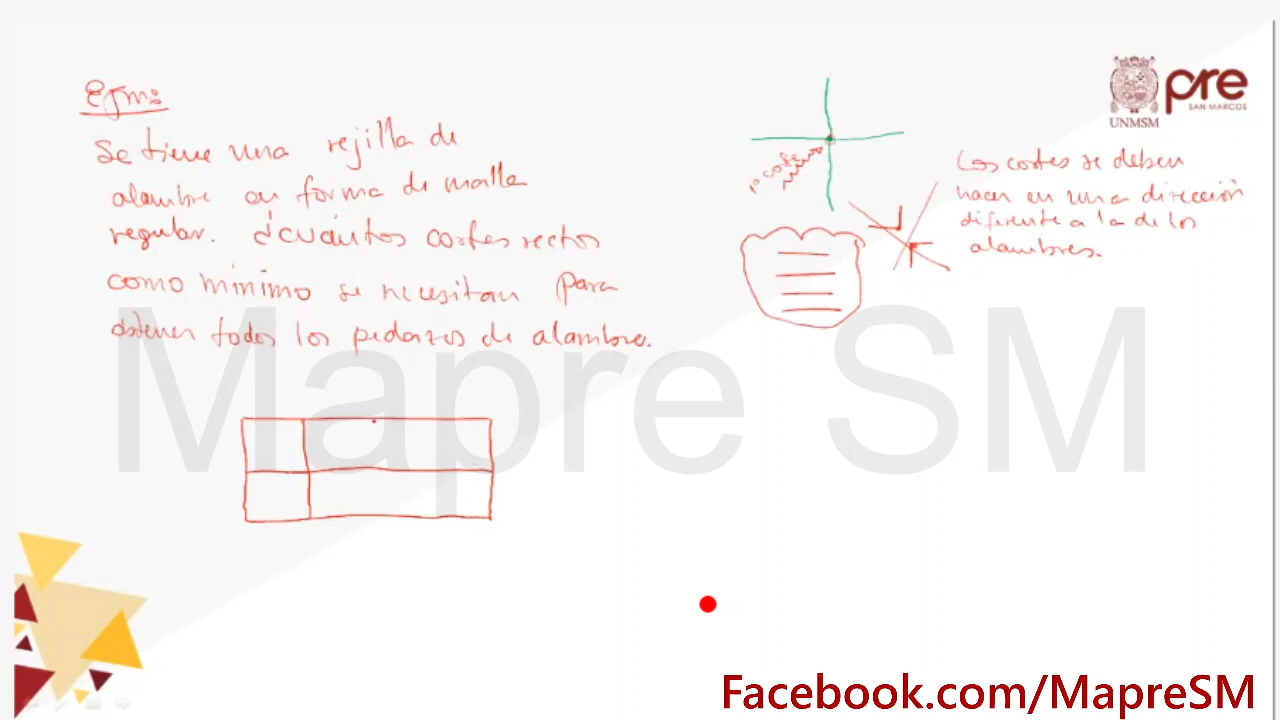 Ejm:
Se tiene una rejilla de
alambre en forma de malla
regular. ¿cuántos cortes rectos
como mínimo se necesitan para
obtener todos los pedazos de alambre.
1º corte
Los cortes se deben
hacer en una dirección
diferente a la de los
alambres.
UNMSM
pre
SAN MARCOS
Mapre SM
Facebook.com/MapreSM